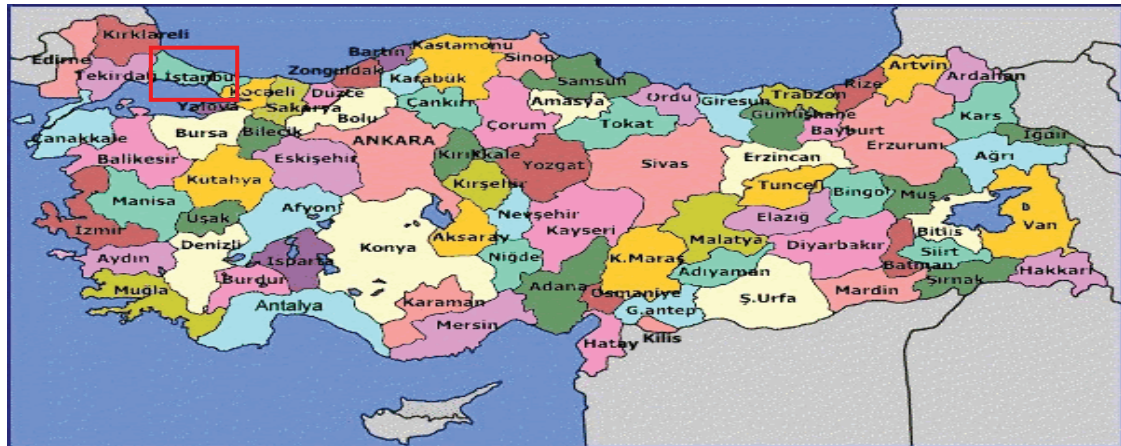 Kırklareli
Edirne
Tekirdağ
İstanbu
Kocaeli
Yalova
Sakarya
Düzce
Zonguldak
Bartın
Karabük
Kastamonu
Sinop
Samsun
Ordu
Giresun
Trabzon
Rize
Artvin
Ardahan
Kars
Iğdır
Ağrı
Erzurum
Bayburt
Gümüşhane
Tokat
Amasya
Çorum
Çankırı
Bolu
Bilecik
Bursa
Çanakkale
Balikesir
Kutahya
Eskişehir
ANKARA
Kırıkkale
Kırşehir
Yozgat
Sivas
Erzincan
Tuncel
Bingöl
Muş
Bitlis
Van
Hakkari
Şırnak
Siirt
Batman
Mardin
Diyarbakır
Elazığ
Malatya
Adıyaman
Ş.Urfa
G.antep
Kilis
Hatay
Osmaniye
K.Maraş
Kayseri
Nevşehir
Niğde
Aksaray
Adana
Mersin
Karaman
Konya
Afyon
Uşak
Manisa
İzmir
Aydın
Denizli
Muğla
Burdur
Isparta
Antalya